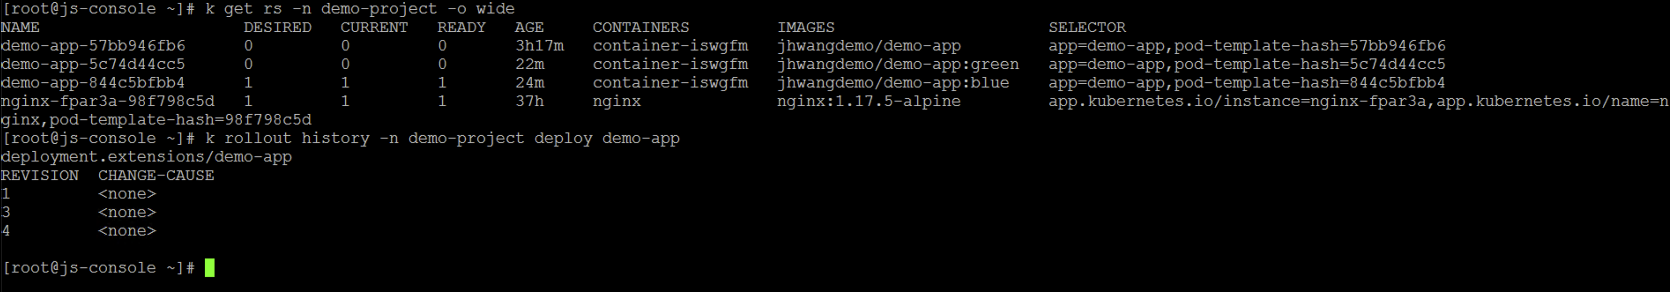 [root@js-console ~]# k get rs -n demo-project -o wide
NAME DESIRED CURRENT READY AGE CONTAINERS IMAGES SELECTOR
demo-app-57bb946fb6 0 0 0 3h17m container-iswgfm jhwangdemo/demo-app app=demo-app,pod-template-hash=57bb946fb6
demo-app-5c74d44cc5 0 0 0 22m container-iswgfm jhwangdemo/demo-app:green app=demo-app,pod-template-hash=5c74d44cc5
demo-app-844c5bfbb4 1 1 1 24m container-iswgfm jhwangdemo/demo-app:blue app=demo-app,pod-template-hash=844c5bfbb4
nginx-fpar3a-98f798c5d 1 1 1 37h nginx nginx:1.17.5-alpine app.kubernetes.io/instance=nginx-fpar3a,app.kubernetes.io/name=n
ginx,pod-template-hash=98f798c5d
[root@js-console ~]# k rollout history -n demo-project deploy demo-app
deployment.extensions/demo-app
REVISION CHANGE-CAUSE
1 <none>
3 <none>
4 <none>
[root@js-console ~]#